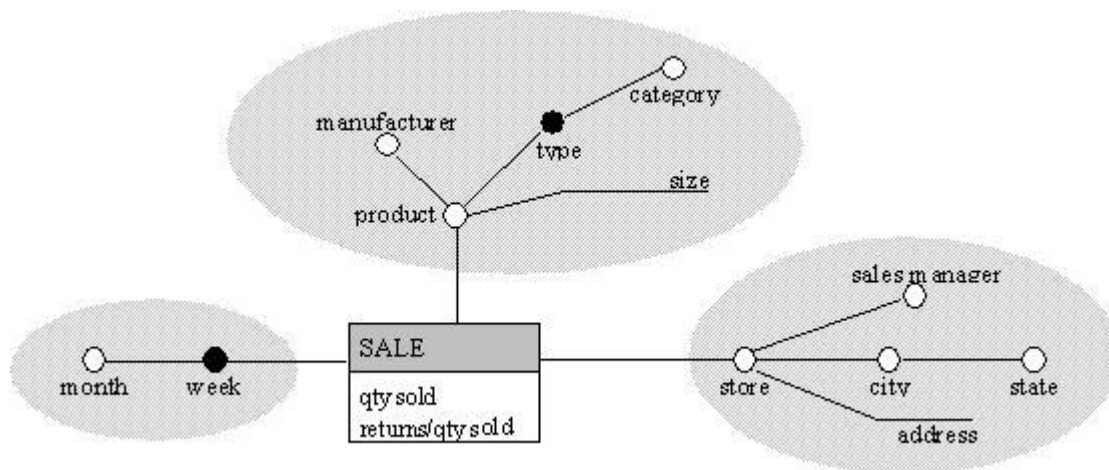 category
manufacturer
type
size
product
sales manager
SALE
month
week
store
city
state
qty sold
returns/qty sold
address